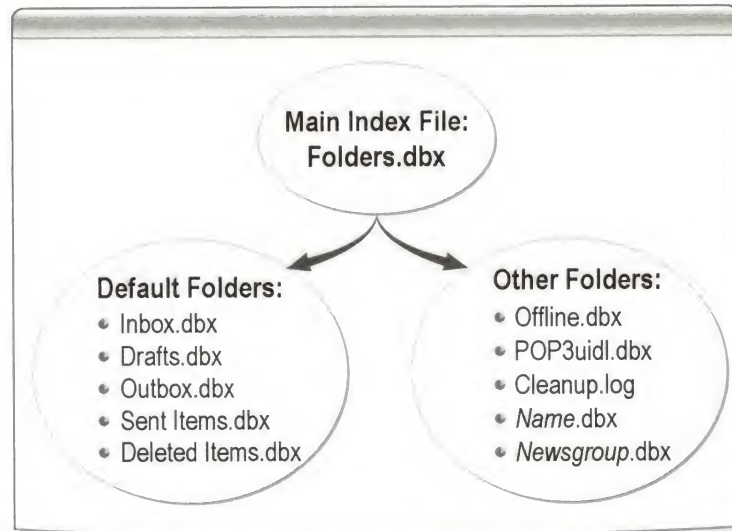 Main Index File:
Folders.dbx
Default Folders:
Inbox.dbx
Drafts.dbx
Outbox.dbx
Sent Items.dbx
Deleted Items.dbx
Other Folders:
Offline.dbx
POP3uidl.dbx
Cleanup.log
Name.dbx
Newsgroup.dbx